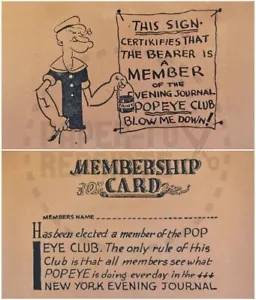 THIS SIGN
CERTIKIFIES THAT
THE BEARER IS
A MEMBER
OF THE
EVENING JOURNAL
POPEYE CLUB
BLOW ME DOWN!
MEMBERSHIP
CARD
MEMBERS NAME
Has been elected a member of the POP
EYE CLUB. The only rule of this
Club is that all members see what
POPEYE is doing everday in the
NEW YORK EVENING JOURNAL